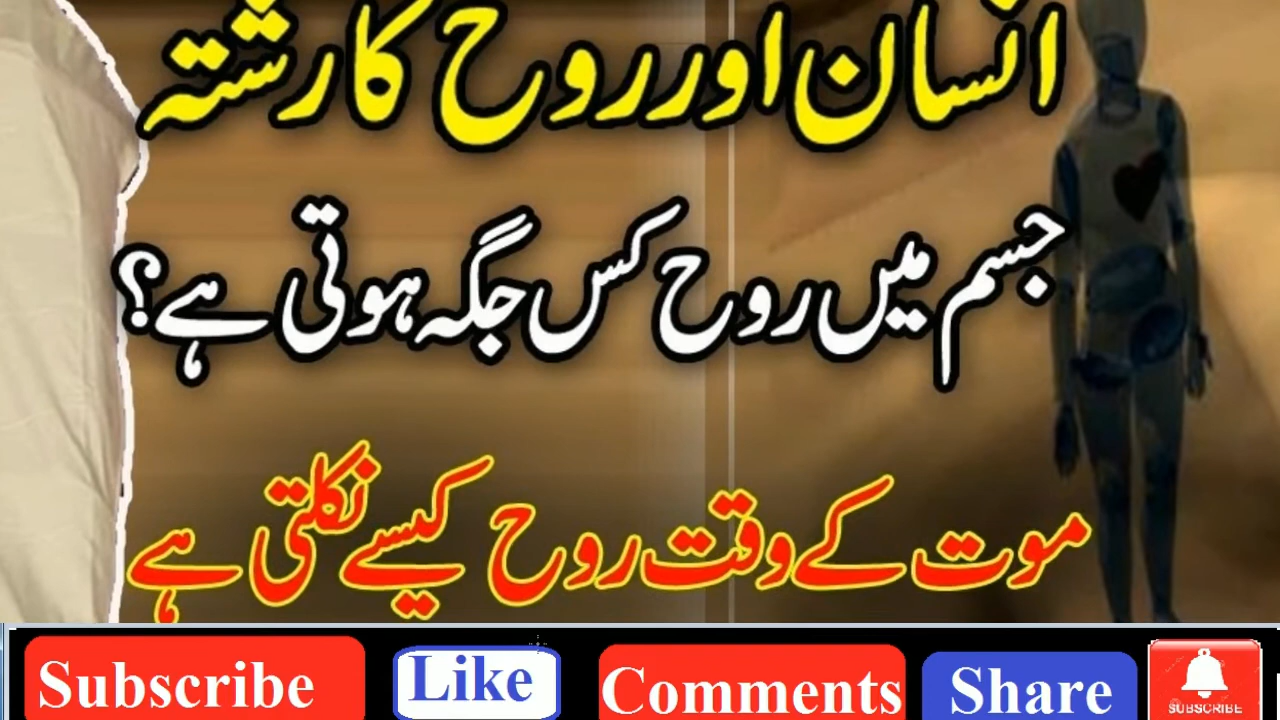 انسان اور روح کا رشتہ
جسم میں روح کس جگہ ہوتی ہے؟
موت کے وقت روح کیسے نکلتی ہے
Subscribe Like Comments Share SUBSCRIBE